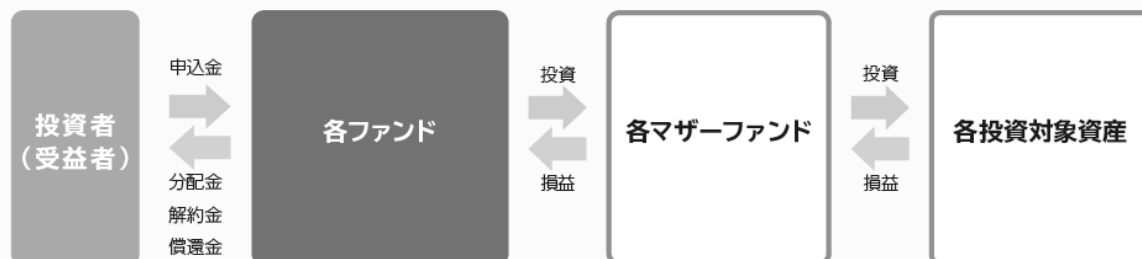 投資者
（受益者）
申込金
分配金
解約金
償還金
各ファンド
投資
損益
各マザーファンド
投資
損益
各投資対象資産